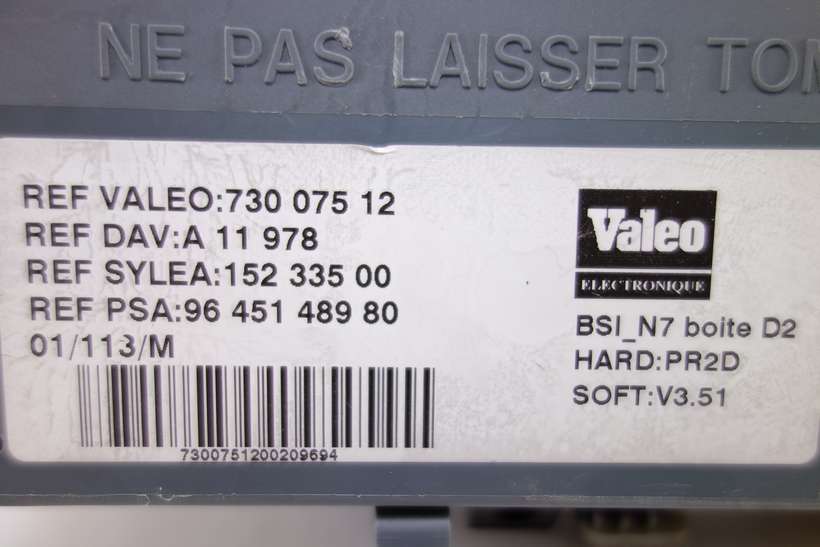 NE PAS LAISSER TOM
REF VALEO:730 075 12
REF DAV:A 11 978
REF SYLEA:152 335 00
REF PSA:96 451 489 80
01/113/M
7300751200209694
Valeo
ELECTRONIQUE
BSI_N7 boite D2
HARD:PR2D
SOFT:V3.51